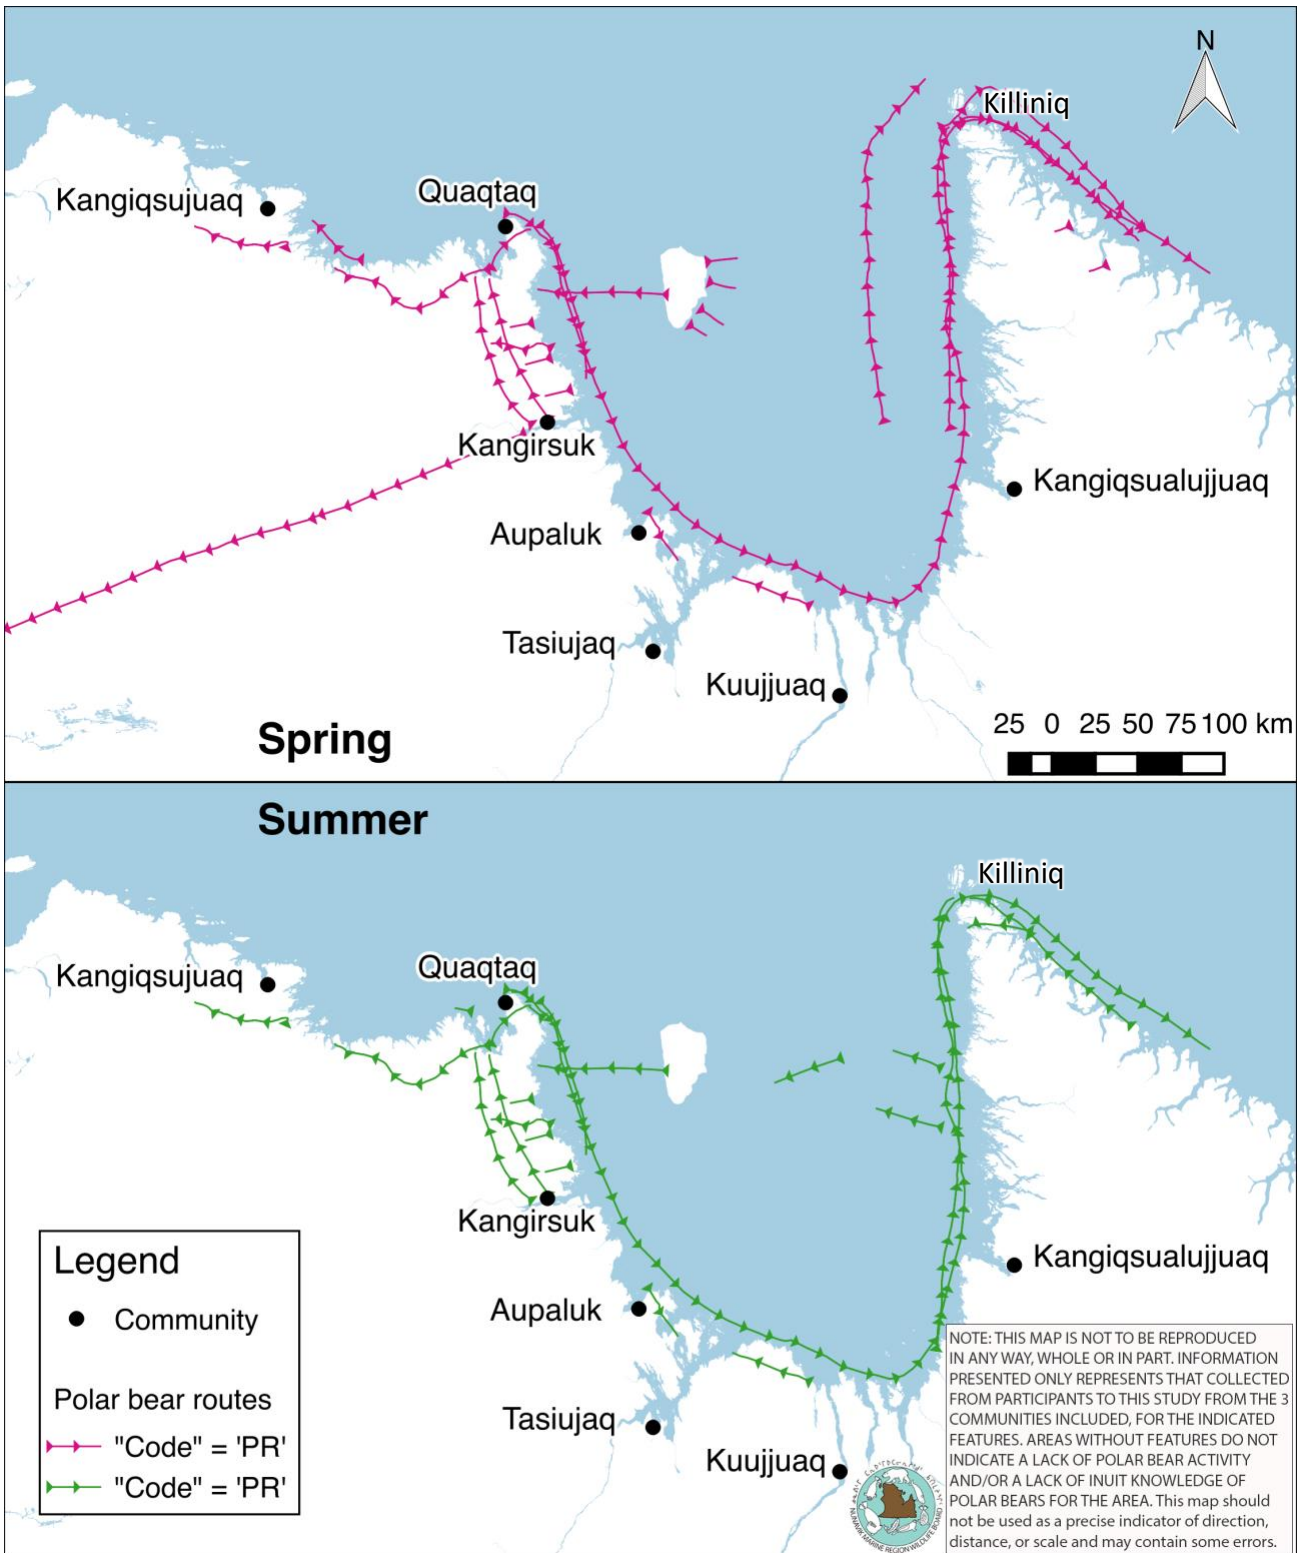 N
Killiniq
Quaqtaq
Kangiqsujuaq
Kangirsuk
Kangiqsualujjuaq
Aupaluk
Tasiujaq
Kuujjuaq
Spring
25 0 25 50 75 100 km
Summer
Killiniq
Quaqtaq
Kangiqsujuaq
Kangirsuk
Kangiqsualujjuaq
Aupaluk
Tasiujaq
Kuujjuaq
Legend
Community
Polar bear routes
"Code" = 'PR'
"Code" = 'PR'
NOTE: THIS MAP IS NOT TO BE REPRODUCED
IN ANY WAY, WHOLE OR IN PART. INFORMATION
PRESENTED ONLY REPRESENTS THAT COLLECTED
FROM PARTICIPANTS TO THIS STUDY FROM THE 3
COMMUNITIES INCLUDED, FOR THE INDICATED
FEATURES. AREAS WITHOUT FEATURES DO NOT
INDICATE A LACK OF POLAR BEAR ACTIVITY
AND/OR A LACK OF INUIT KNOWLEDGE OF
POLAR BEARS FOR THE AREA. This map should
not be used as a precise indicator of direction,
distance, or scale and may contain some errors.
NUNAVIK MARINE REGION WILDLIFE BOARD